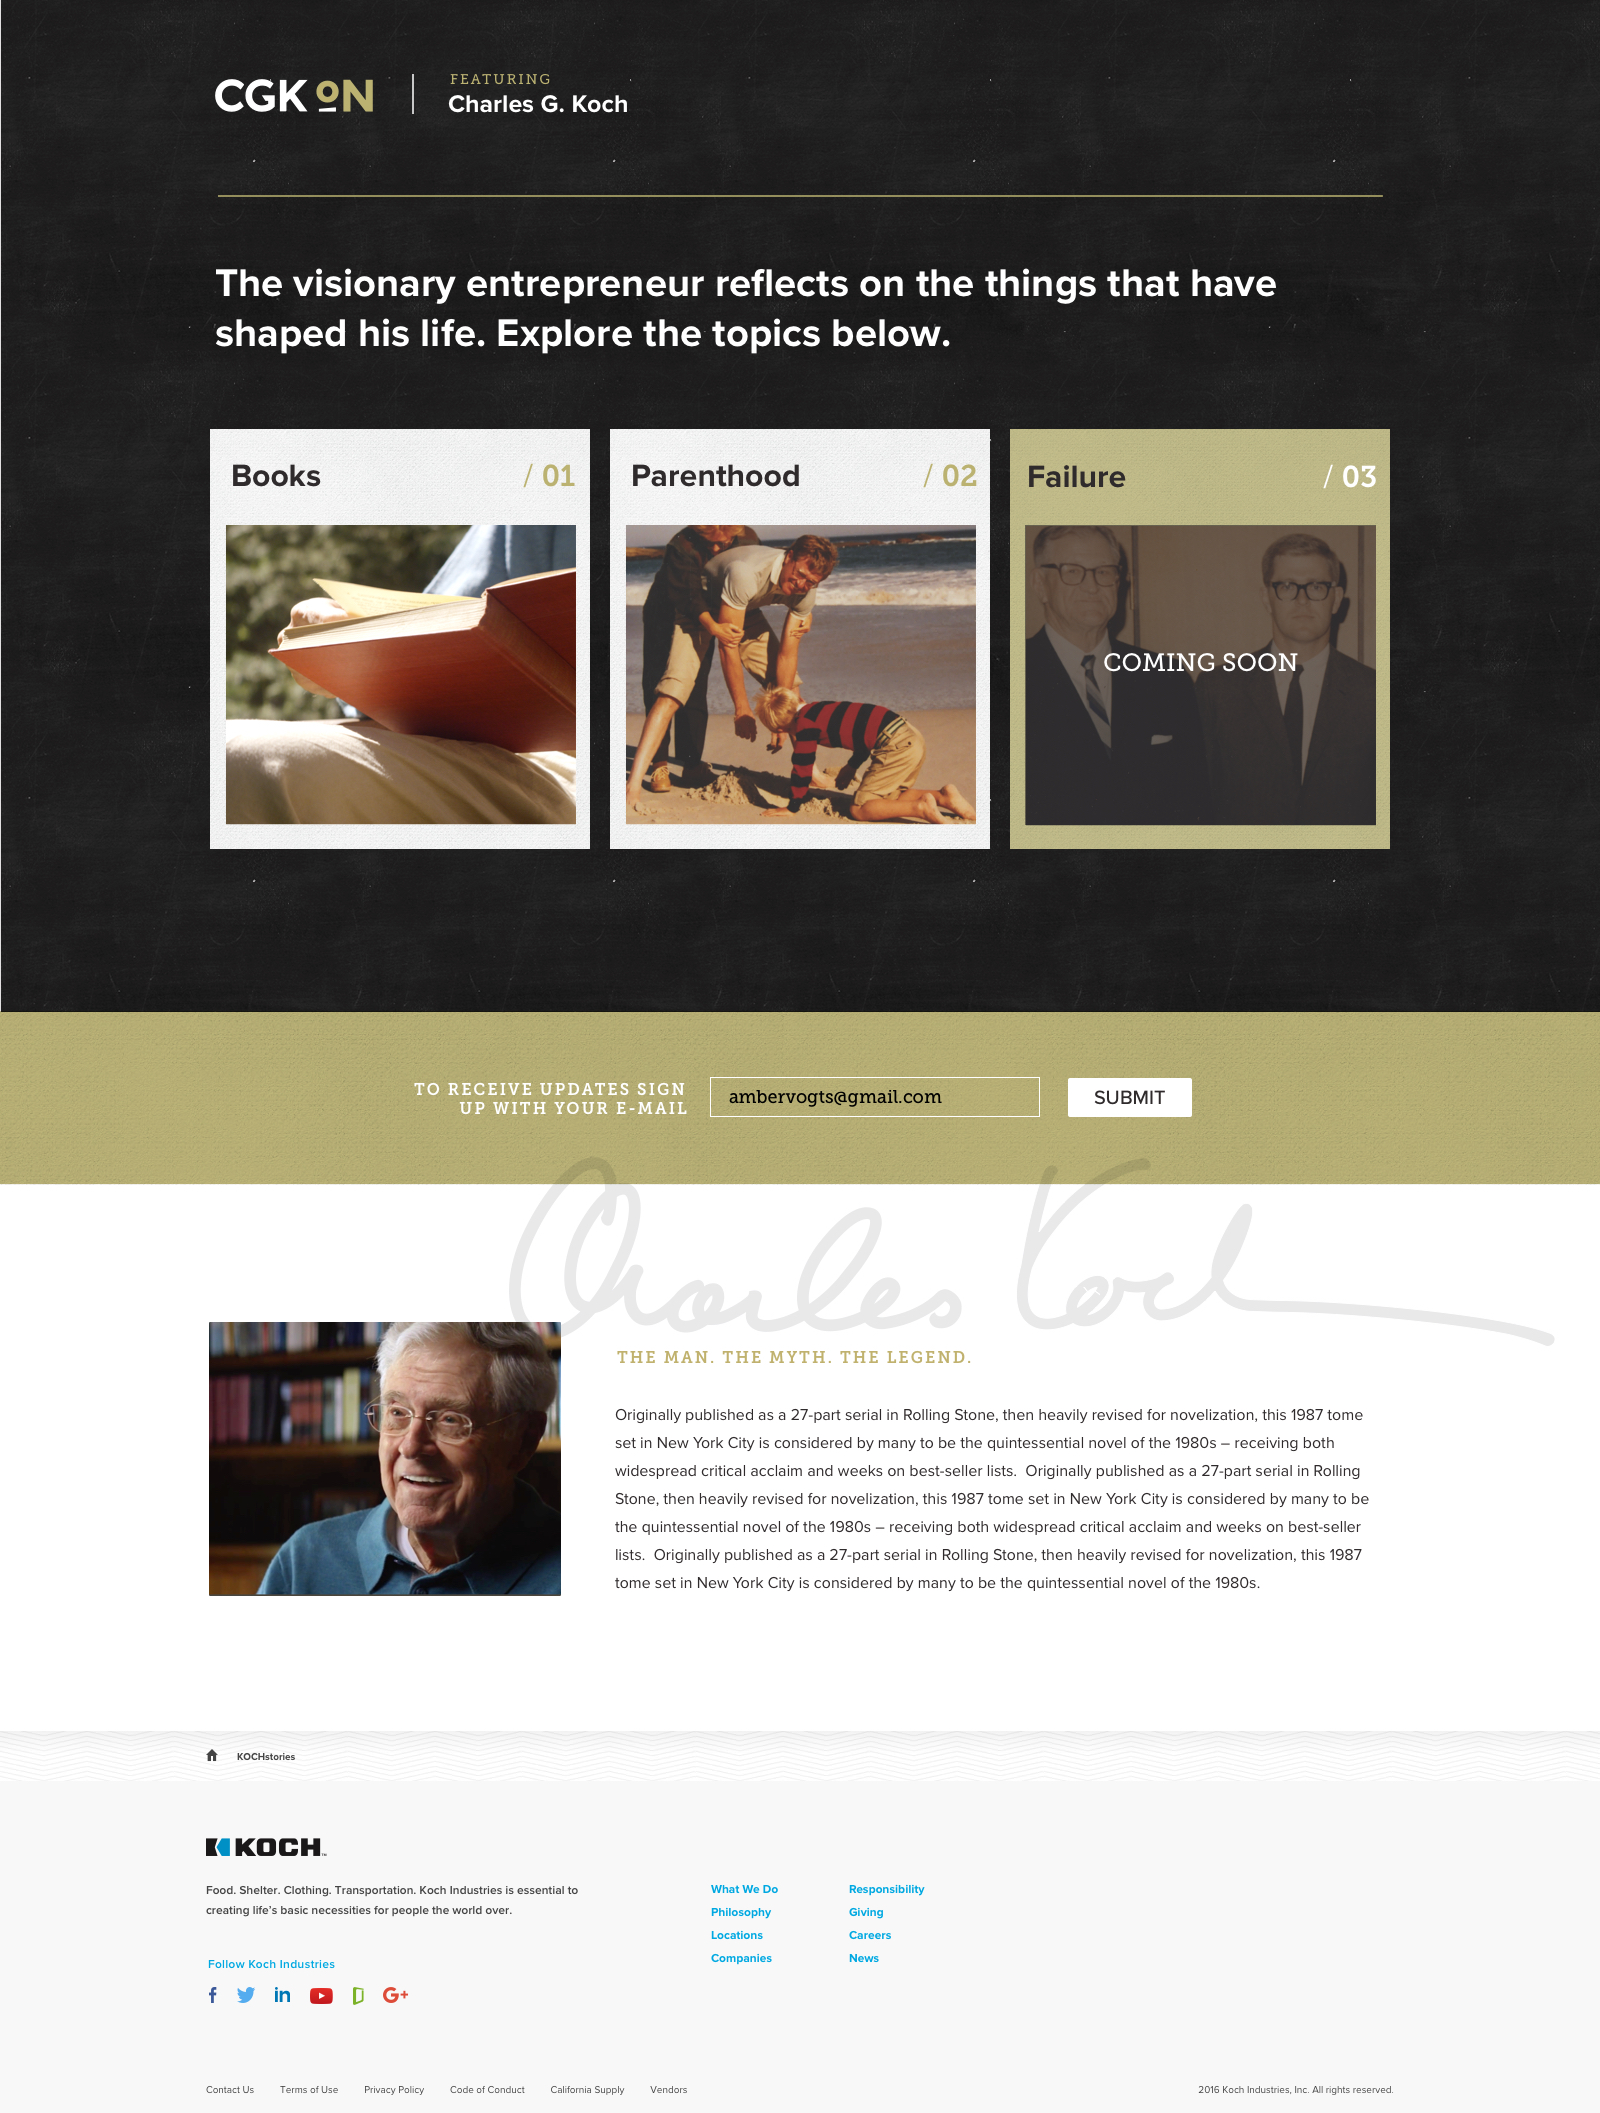 CGK ON
FEATURING
Charles G. Koch
The visionary entrepreneur reflects on the things that have
shaped his life. Explore the topics below.
Books / 01
Parenthood / 02
Failure / 03
COMING SOON
TO RECEIVE UPDATES SIGN
UP WITH YOUR E-MAIL
ambervogts@gmail.com
SUBMIT
Charles Koch
THE MAN. THE MYTH. THE LEGEND.
Originally published as a 27-part serial in Rolling Stone, then heavily revised for novelization, this 1987 tome
set in New York City is considered by many to be the quintessential novel of the 1980s – receiving both
widespread critical acclaim and weeks on best-seller lists.  Originally published as a 27-part serial in Rolling
Stone, then heavily revised for novelization, this 1987 tome set in New York City is considered by many to be
the quintessential novel of the 1980s – receiving both widespread critical acclaim and weeks on best-seller
lists.  Originally published as a 27-part serial in Rolling Stone, then heavily revised for novelization, this 1987
tome set in New York City is considered by many to be the quintessential novel of the 1980s.
KOCHstories
KOCH™
Food. Shelter. Clothing. Transportation. Koch Industries is essential to
creating life's basic necessities for people the world over.
Follow Koch Industries
f in G+
What We Do
Philosophy
Locations
Companies
Responsibility
Giving
Careers
News
Contact Us Terms of Use Privacy Policy Code of Conduct California Supply Vendors
2016 Koch Industries, Inc. All rights reserved.